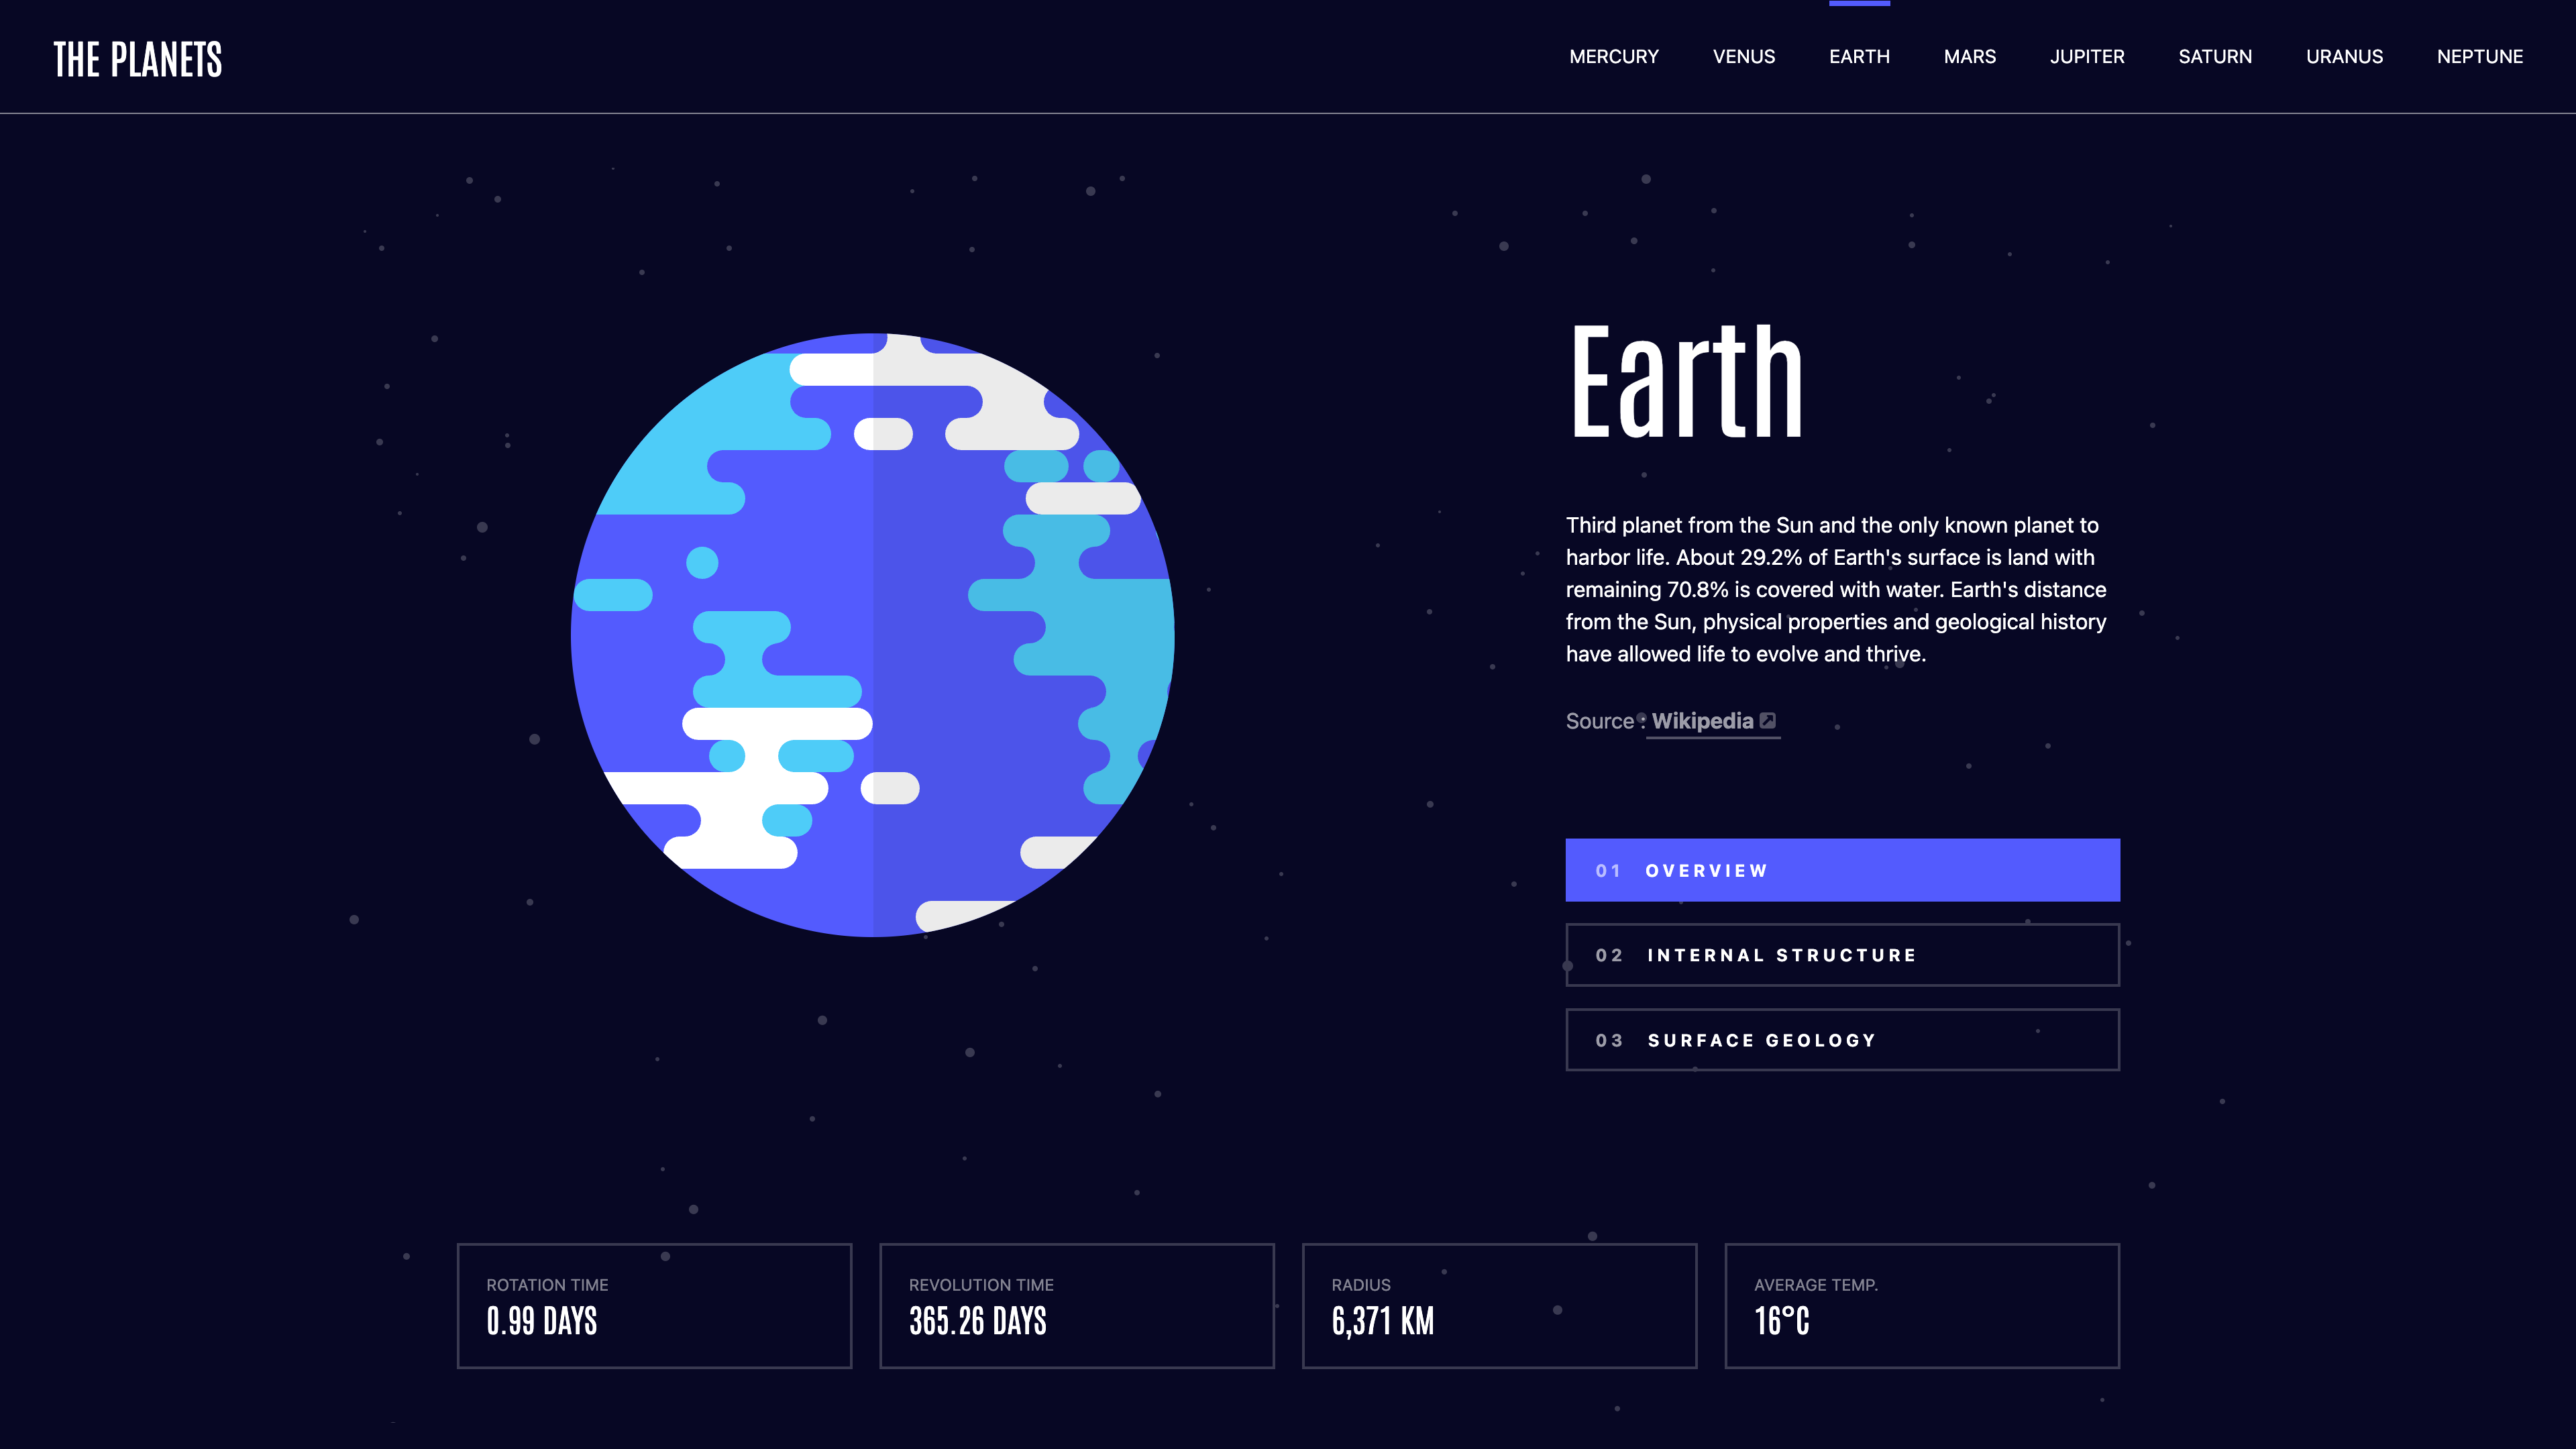 THE PLANETS
MERCURY VENUS EARTH MARS JUPITER SATURN URANUS NEPTUNE
Earth
Third planet from the Sun and the only known planet to
harbor life. About 29.2% of Earth's surface is land with
remaining 70.8% is covered with water. Earth's distance
from the Sun, physical properties and geological history
have allowed life to evolve and thrive.
Source : Wikipedia
01 OVERVIEW
02 INTERNAL STRUCTURE
03 SURFACE GEOLOGY
ROTATION TIME
0.99 DAYS
REVOLUTION TIME
365.26 DAYS
RADIUS
6,371 KM
AVERAGE TEMP.
16°C